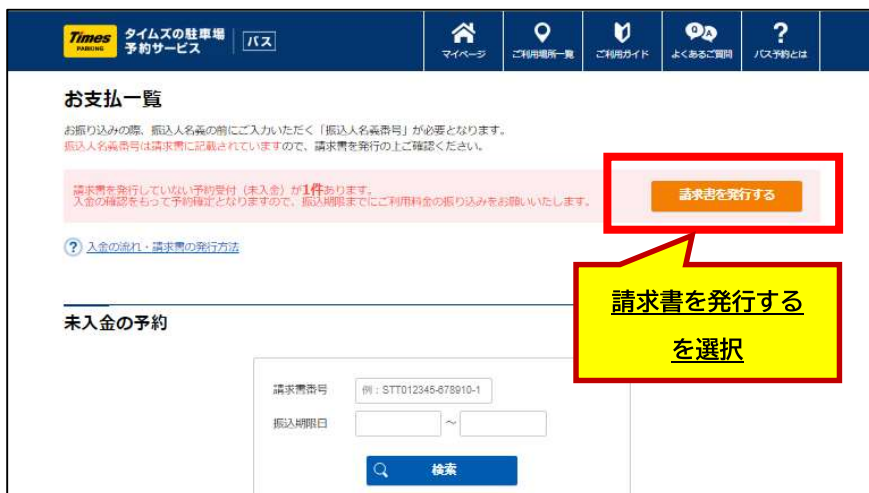 Times
PARKING
タイムズの駐車場
予約サービス
バス
マイページ
ご利用場所一覧
ご利用ガイド
よくあるご質問
バス予約とは
お支払一覧
お振り込みの際、振込人名義の前にご入力いただく「振込人名義番号」が必要となります。
振込人名義番号は請求書に記載されていますので、請求書を発行の上ご確認ください。
請求書を発行していない予約受付（未入金）が1件あります。
入金の確認をもって予約確定となりますので、振込期限までにご利用料金の振り込みをお願いいたします。
請求書を発行する
? 入金の流れ・請求書の発行方法
請求書を発行する
を選択
未入金の予約
請求書番号 例：STT012345-678910-1
振込期限日 ～
検索